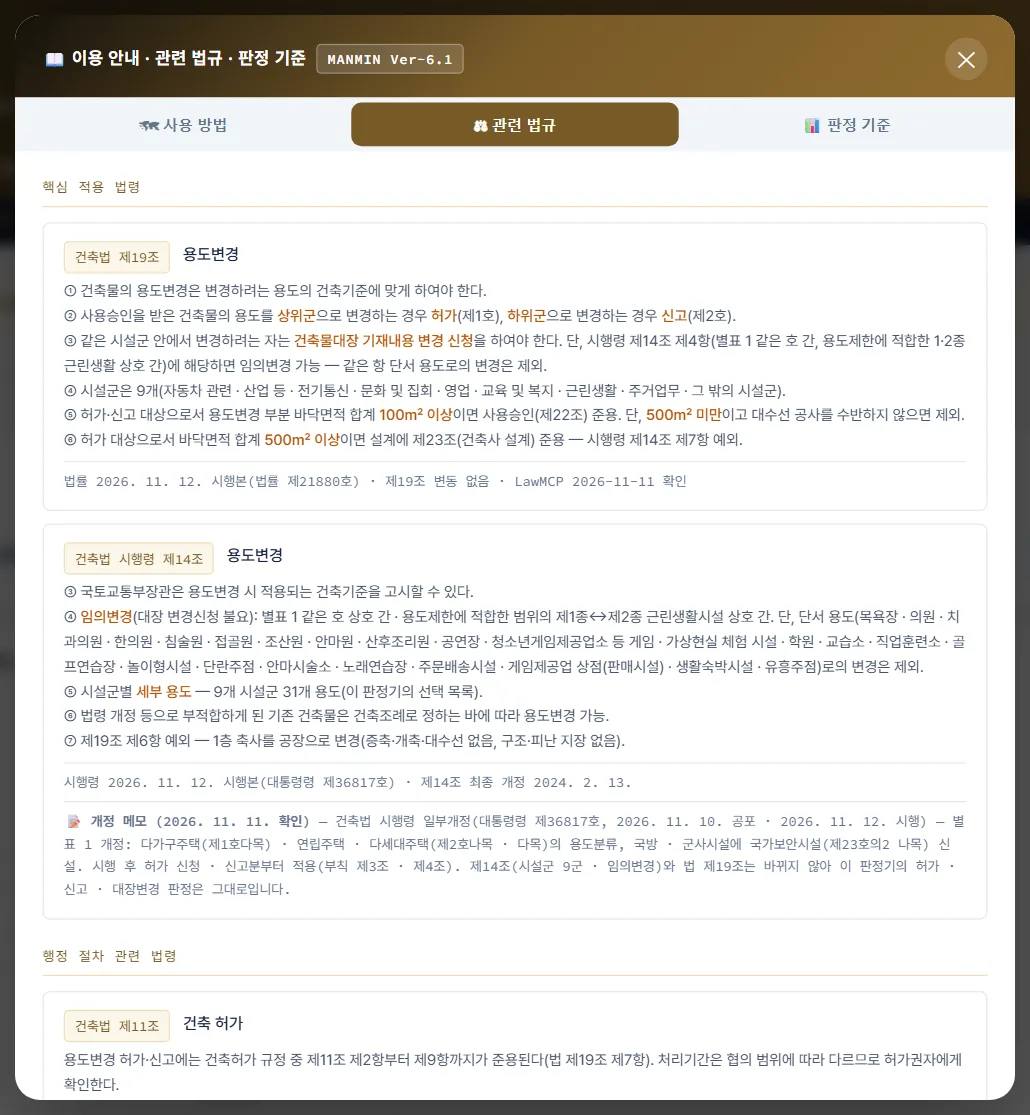 📖 이용 안내 · 관련 법규 · 판정 기준 MANMIN Ver-6.1
사용 방법
관련 법규
판정 기준
핵심 적용 법령
건축법 제19조 용도변경
① 건축물의 용도변경은 변경하려는 용도의 건축기준에 맞게 하여야 한다.
② 사용승인을 받은 건축물의 용도를 상위군으로 변경하는 경우 허가(제1호), 하위군으로 변경하는 경우 신고(제2호).
③ 같은 시설군 안에서 변경하려는 자는 건축물대장 기재내용 변경 신청을 하여야 한다. 단, 시행령 제14조 제4항(별표 1 같은 호 간, 용도제한에 적합한 1·2종
근린생활 상호 간)에 해당하면 임의변경 가능 — 같은 항 단서 용도로의 변경은 제외.
④ 시설군은 9개(자동차 관련 · 산업 등 · 전기통신 · 문화 및 집회 · 영업 · 교육 및 복지 · 근린생활 · 주거업무 · 그 밖의 시설군).
⑤ 허가·신고 대상으로서 용도변경 부분 바닥면적 합계 100m² 이상이면 사용승인(제22조) 준용. 단, 500m² 미만이고 대수선 공사를 수반하지 않으면 제외.
⑥ 허가 대상으로서 바닥면적 합계 500m² 이상이면 설계에 제23조(건축사 설계) 준용 — 시행령 제14조 제7항 예외.
법률 2026. 11. 12. 시행본(법률 제21880호) · 제19조 변동 없음 · LawMCP 2026-11-11 확인
건축법 시행령 제14조 용도변경
③ 국토교통부장관은 용도변경 시 적용되는 건축기준을 고시할 수 있다.
④ 임의변경(대장 변경신청 불요): 별표 1 같은 호 상호 간 · 용도제한에 적합한 범위의 제1종↔제2종 근린생활시설 상호 간. 단, 단서 용도(목욕장 · 의원 · 치
과의원 · 한의원 · 침술원 · 접골원 · 조산원 · 안마원 · 산후조리원 · 공연장 · 청소년게임제공업소 등 게임 · 가상현실 체험 시설 · 학원 · 교습소 · 직업훈련소 · 골
프연습장 · 놀이형시설 · 단란주점 · 안마시술소 · 노래연습장 · 주문배송시설 · 게임제공업 상점(판매시설) · 생활숙박시설 · 유흥주점)로의 변경은 제외.
⑤ 시설군별 세부 용도 — 9개 시설군 31개 용도(이 판정기의 선택 목록).
⑥ 법령 개정 등으로 부적합하게 된 기존 건축물은 건축조례로 정하는 바에 따라 용도변경 가능.
⑦ 제19조 제6항 예외 — 1층 축사를 공장으로 변경(증축·개축·대수선 없음, 구조·피난 지장 없음).
시행령 2026. 11. 12. 시행본(대통령령 제36817호) · 제14조 최종 개정 2024. 2. 13.
📝 개정 메모 (2026. 11. 11. 확인) — 건축법 시행령 일부개정(대통령령 제36817호, 2026. 11. 10. 공포 · 2026. 11. 12. 시행) — 별
표 1 개정: 다가구주택(제1호다목) · 연립주택 · 다세대주택(제2호나목 · 다목)의 용도분류, 국방 · 군사시설에 국가보안시설(제23호의2 나목) 신
설. 시행 후 허가 신청 · 신고분부터 적용(부칙 제3조 · 제4조). 제14조(시설군 9군 · 임의변경)와 법 제19조는 바뀌지 않아 이 판정기의 허가 ·
신고 · 대장변경 판정은 그대로입니다.
행정 절차 관련 법령
건축법 제11조 건축 허가
용도변경 허가·신고에는 건축허가 규정 중 제11조 제2항부터 제9항까지가 준용된다(법 제19조 제7항). 처리기간은 협의 범위에 따라 다르므로 허가권자에게
확인한다.